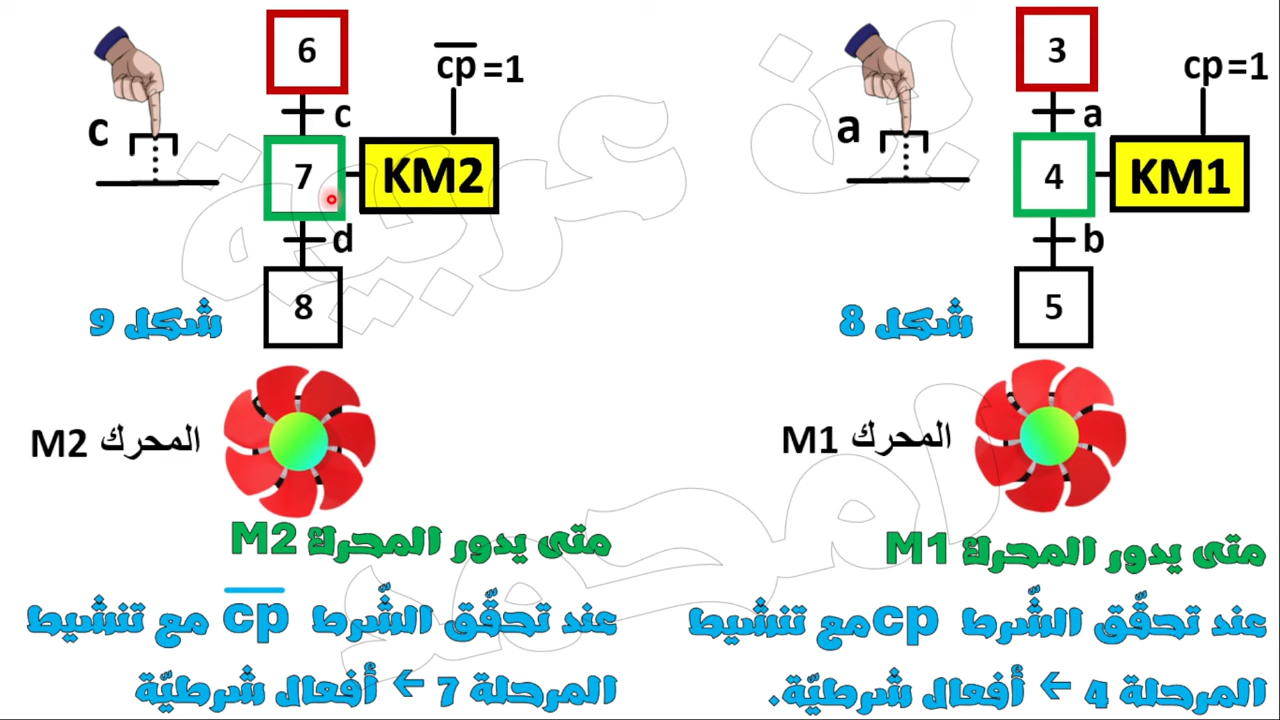 3
cp=1
a
a
4
KM1
b
5
شكل 8
المحرك M1
متى يدور المحرك M1
عند تحقّق الشّرط cp مع تنشيط
المرحلة 4 ← أفعال شرطيّة.
6
c̅p̅=1
c
c
7
KM2
d
8
شكل 9
المحرك M2
متى يدور المحرك M2
عند تحقّق الشّرط c̅p̅ مع تنشيط
المرحلة 7 ← أفعال شرطيّة